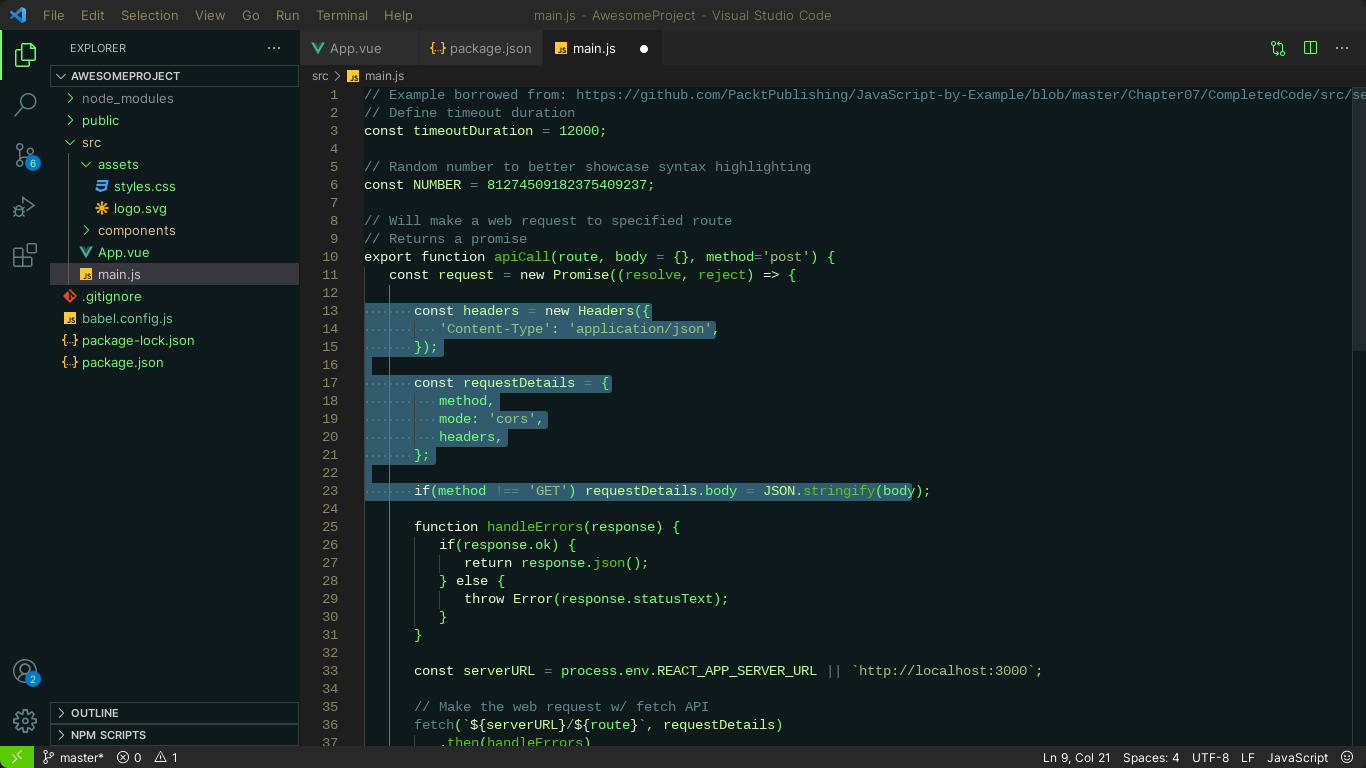 File Edit Selection View Go Run Terminal Help
main.js - AwesomeProject - Visual Studio Code
EXPLORER
AWESOMEPROJECT
node_modules
public
src
assets
styles.css
logo.svg
components
App.vue
main.js
.gitignore
babel.config.js
package-lock.json
package.json
6
2
OUTLINE
NPM SCRIPTS
App.vue
package.json
main.js
src > main.js
1 // Example borrowed from: https://github.com/PacktPublishing/JavaScript-by-Example/blob/master/Chapter07/CompletedCode/src/se
2 // Define timeout duration
3 const timeoutDuration = 12000;
4
5 // Random number to better showcase syntax highlighting
6 const NUMBER = 81274509182375409237;
7
8 // Will make a web request to specified route
9 // Returns a promise
10 export function apiCall(route, body = {}, method='post') {
11 const request = new Promise((resolve, reject) => {
12
13 const headers = new Headers({
14 'Content-Type': 'application/json',
15 });
16
17 const requestDetails = {
18 method,
19 mode: 'cors',
20 headers,
21 };
22
23 if(method !== 'GET') requestDetails.body = JSON.stringify(body);
24
25 function handleErrors(response) {
26 if(response.ok) {
27 return response.json();
28 } else {
29 throw Error(response.statusText);
30 }
31 }
32
33 const serverURL = process.env.REACT_APP_SERVER_URL || `http://localhost:3000`;
34
35 // Make the web request w/ fetch API
36 fetch(`${serverURL}/${route}`, requestDetails)
37 .then(handleErrors)
master* 0 1
Ln 9, Col 21 Spaces: 4 UTF-8 LF JavaScript